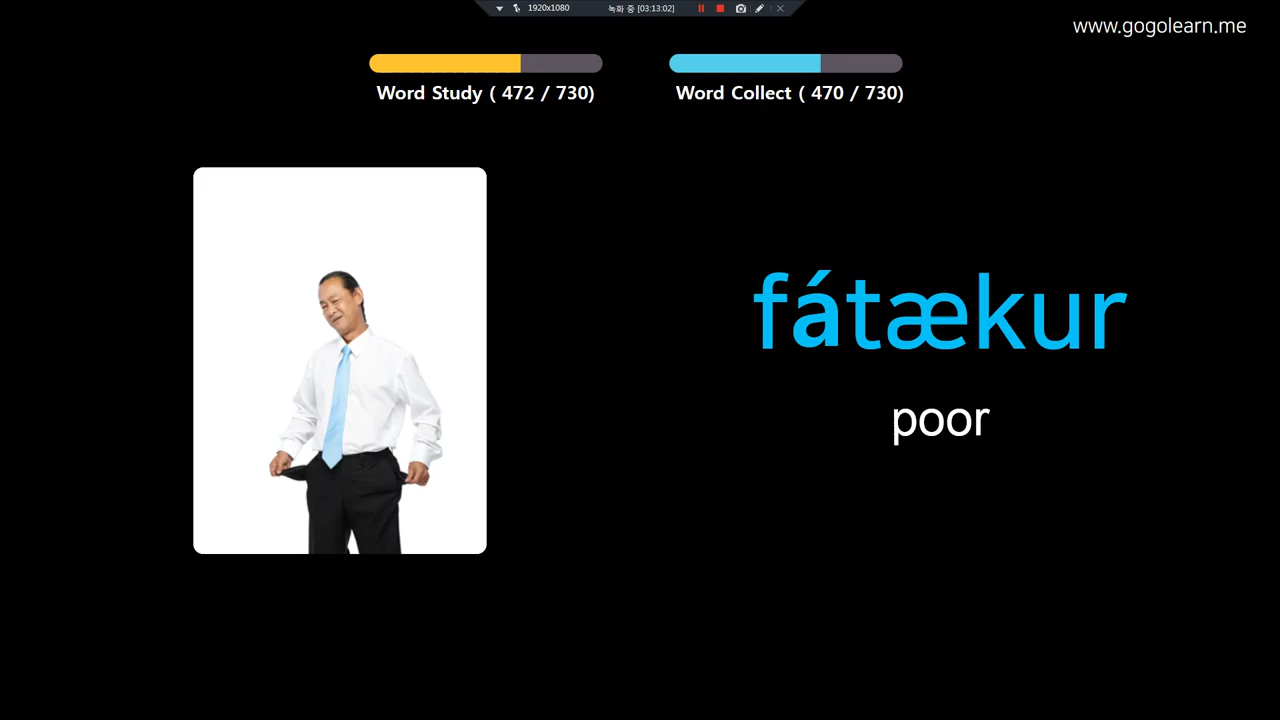 1920x1080 녹화 중 [03:13:02]
www.gogolearn.me
Word Study ( 472 / 730)
Word Collect ( 470 / 730)
fátækur
poor